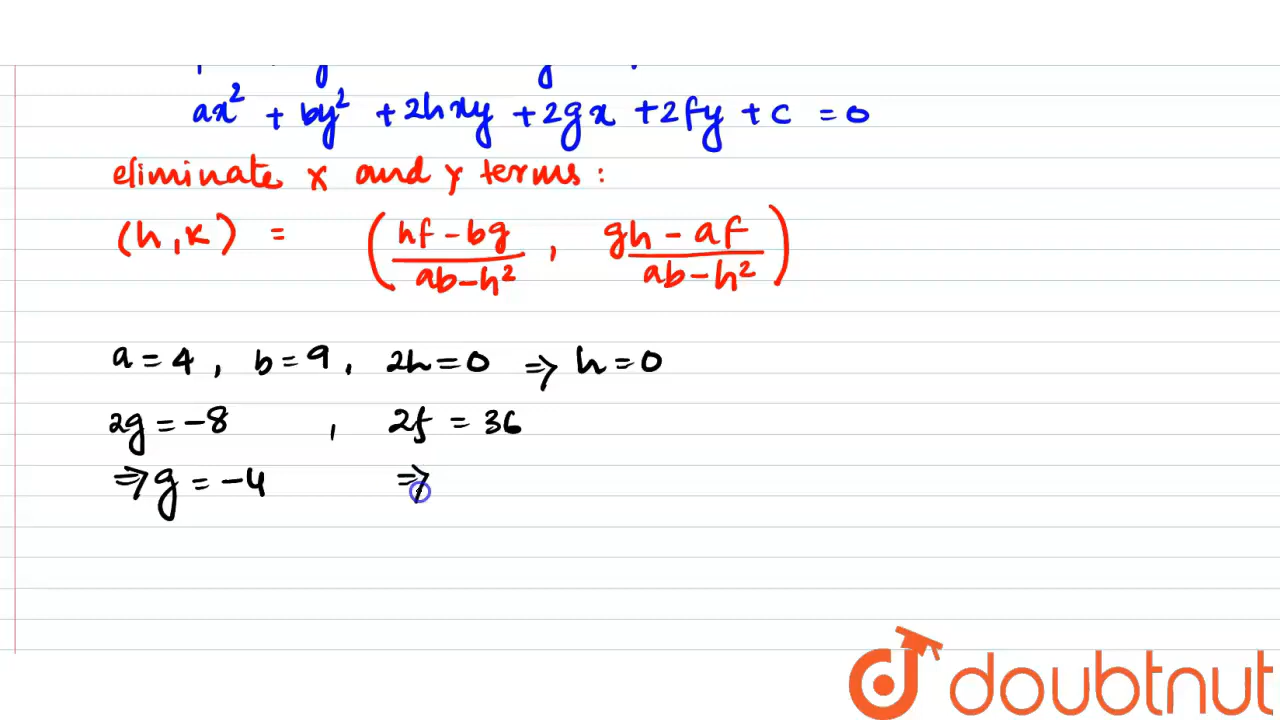 ax² + by² + 2hxy + 2gx + 2fy + c = 0
eliminate x and y terms :
(h, k) = ( hf - bg / ab - h² , gh - af / ab - h² )
a = 4 , b = 9 , 2h = 0 ⇒ h = 0
2g = -8 , 2f = 36
⇒ g = -4 ⇒
doubtnut